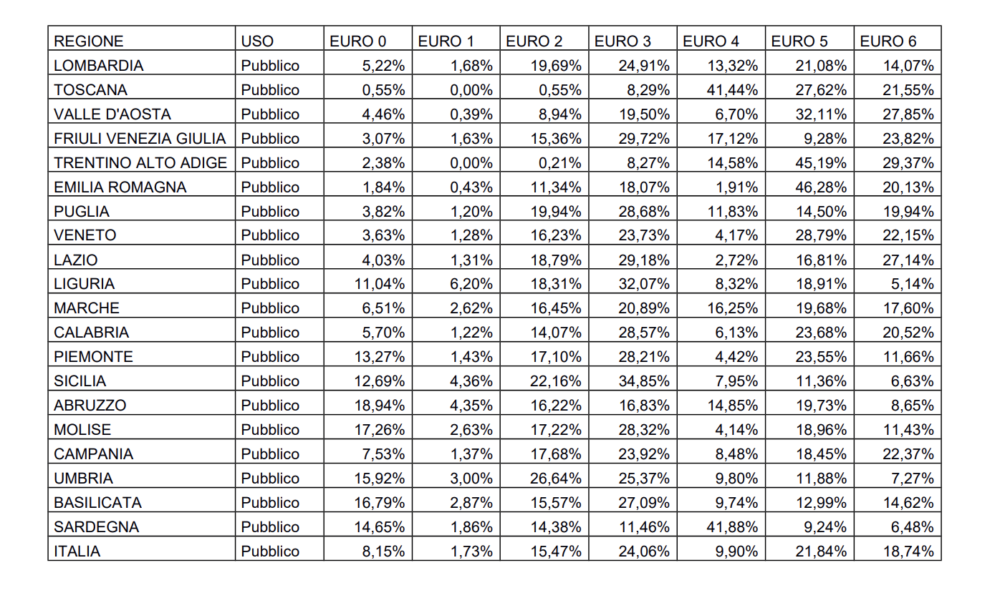 REGIONE USO EURO 0 EURO 1 EURO 2 EURO 3 EURO 4 EURO 5 EURO 6
LOMBARDIA Pubblico 5,22% 1,68% 19,69% 24,91% 13,32% 21,08% 14,07%
TOSCANA Pubblico 0,55% 0,00% 0,55% 8,29% 41,44% 27,62% 21,55%
VALLE D'AOSTA Pubblico 4,46% 0,39% 8,94% 19,50% 6,70% 32,11% 27,85%
FRIULI VENEZIA GIULIA Pubblico 3,07% 1,63% 15,36% 29,72% 17,12% 9,28% 23,82%
TRENTINO ALTO ADIGE Pubblico 2,38% 0,00% 0,21% 8,27% 14,58% 45,19% 29,37%
EMILIA ROMAGNA Pubblico 1,84% 0,43% 11,34% 18,07% 1,91% 46,28% 20,13%
PUGLIA Pubblico 3,82% 1,20% 19,94% 28,68% 11,83% 14,50% 19,94%
VENETO Pubblico 3,63% 1,28% 16,23% 23,73% 4,17% 28,79% 22,15%
LAZIO Pubblico 4,03% 1,31% 18,79% 29,18% 2,72% 16,81% 27,14%
LIGURIA Pubblico 11,04% 6,20% 18,31% 32,07% 8,32% 18,91% 5,14%
MARCHE Pubblico 6,51% 2,62% 16,45% 20,89% 16,25% 19,68% 17,60%
CALABRIA Pubblico 5,70% 1,22% 14,07% 28,57% 6,13% 23,68% 20,52%
PIEMONTE Pubblico 13,27% 1,43% 17,10% 28,21% 4,42% 23,55% 11,66%
SICILIA Pubblico 12,69% 4,36% 22,16% 34,85% 7,95% 11,36% 6,63%
ABRUZZO Pubblico 18,94% 4,35% 16,22% 16,83% 14,85% 19,73% 8,65%
MOLISE Pubblico 17,26% 2,63% 17,22% 28,32% 4,14% 18,96% 11,43%
CAMPANIA Pubblico 7,53% 1,37% 17,68% 23,92% 8,48% 18,45% 22,37%
UMBRIA Pubblico 15,92% 3,00% 26,64% 25,37% 9,80% 11,88% 7,27%
BASILICATA Pubblico 16,79% 2,87% 15,57% 27,09% 9,74% 12,99% 14,62%
SARDEGNA Pubblico 14,65% 1,86% 14,38% 11,46% 41,88% 9,24% 6,48%
ITALIA Pubblico 8,15% 1,73% 15,47% 24,06% 9,90% 21,84% 18,74%